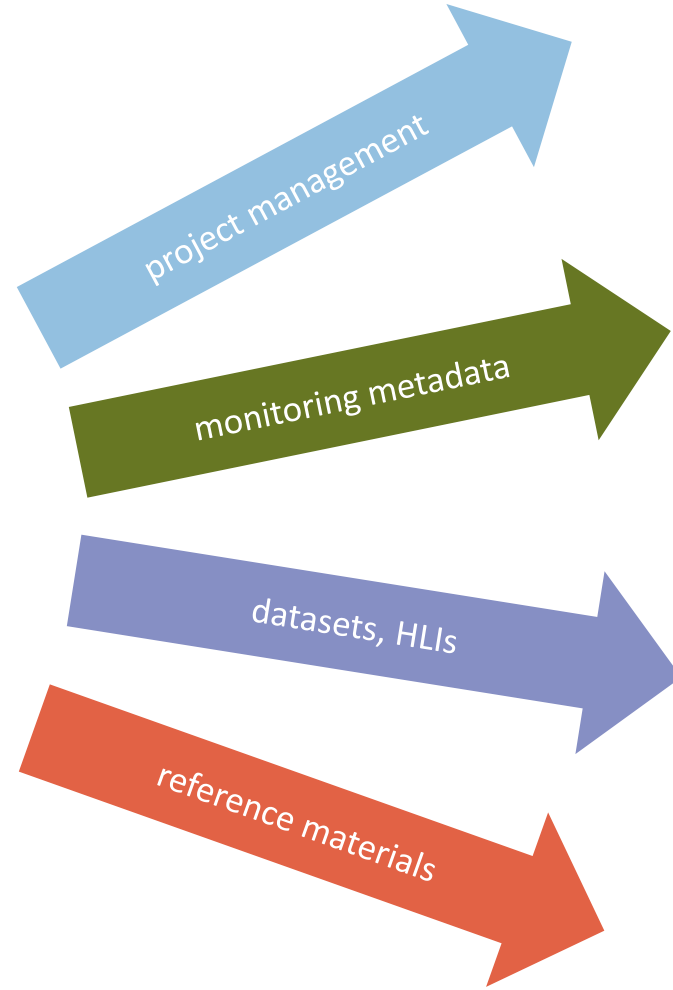 project management
monitoring metadata
datasets, HLIs
reference materials